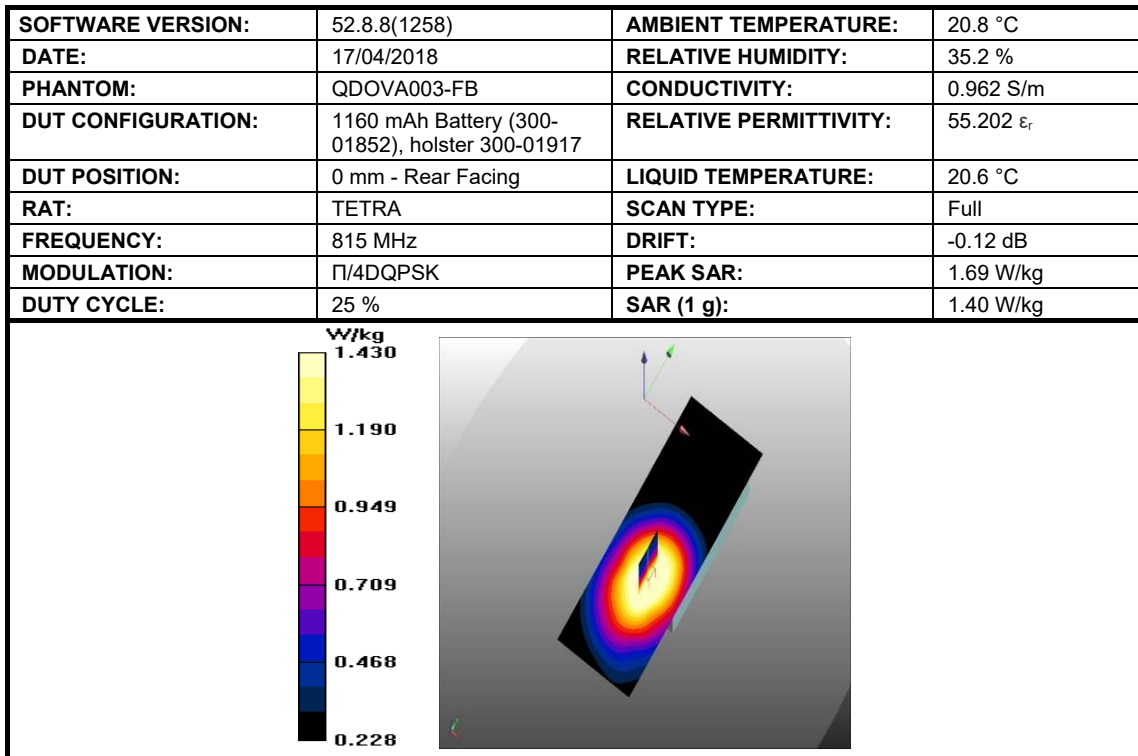 SOFTWARE VERSION: 52.8.8(1258) AMBIENT TEMPERATURE: 20.8 °C
DATE: 17/04/2018 RELATIVE HUMIDITY: 35.2 %
PHANTOM: QDOVA003-FB CONDUCTIVITY: 0.962 S/m
DUT CONFIGURATION: 1160 mAh Battery (300- RELATIVE PERMITTIVITY: 55.202 εr
01852), holster 300-01917
DUT POSITION: 0 mm - Rear Facing LIQUID TEMPERATURE: 20.6 °C
RAT: TETRA SCAN TYPE: Full
FREQUENCY: 815 MHz DRIFT: -0.12 dB
MODULATION: Π/4DQPSK PEAK SAR: 1.69 W/kg
DUTY CYCLE: 25 % SAR (1 g): 1.40 W/kg
W/kg
1.430
1.190
0.949
0.709
0.468
0.228